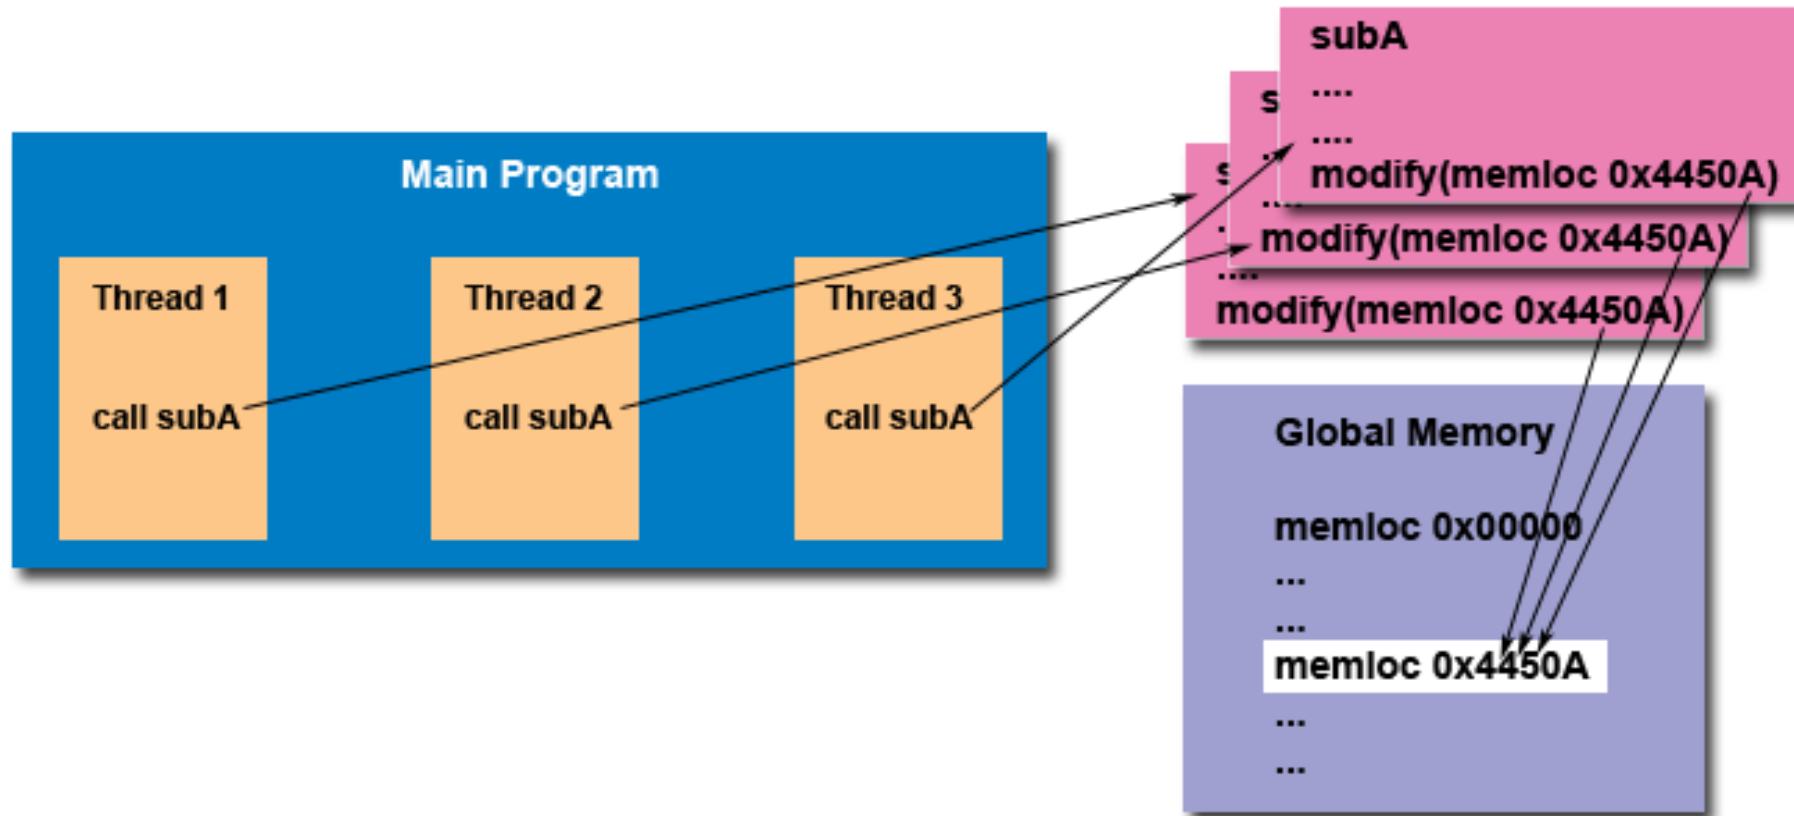 Main Program
Thread 1
call subA
Thread 2
call subA
Thread 3
call subA
subA
....
....
modify(memloc 0x4450A)
....
modify(memloc 0x4450A)
....
modify(memloc 0x4450A)
Global Memory
memloc 0x00000
...
...
memloc 0x4450A
...
...